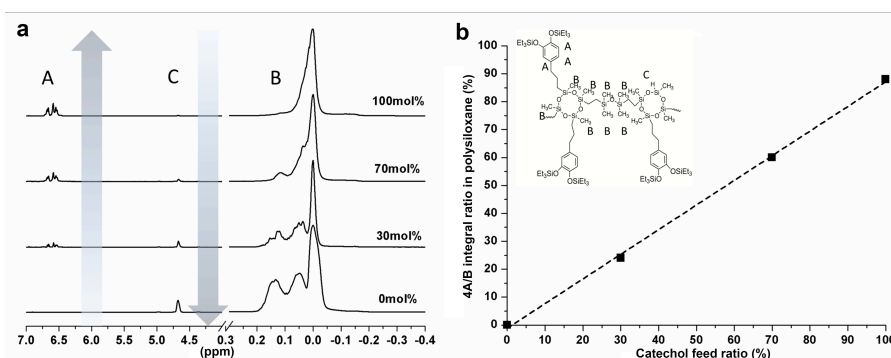 a
A
C
B
100mol%
70mol%
30mol%
0mol%
7.0 6.5 6.0 5.5 5.0 4.5 0.3 0.2 0.1 0.0 -0.1 -0.2 -0.3 -0.4
(ppm)
b
4A/B integral ratio in polysiloxane (%)
100
90
80
70
60
50
40
30
20
10
0
0 10 20 30 40 50 60 70 80 90 100
Catechol feed ratio (%)
OSiEt₃
Et₃SiO
A
A
A
B
B
B
B
C
H
B
B
B
B
Et₃SiO
OSiEt₃
Et₃SiO
OSiEt₃